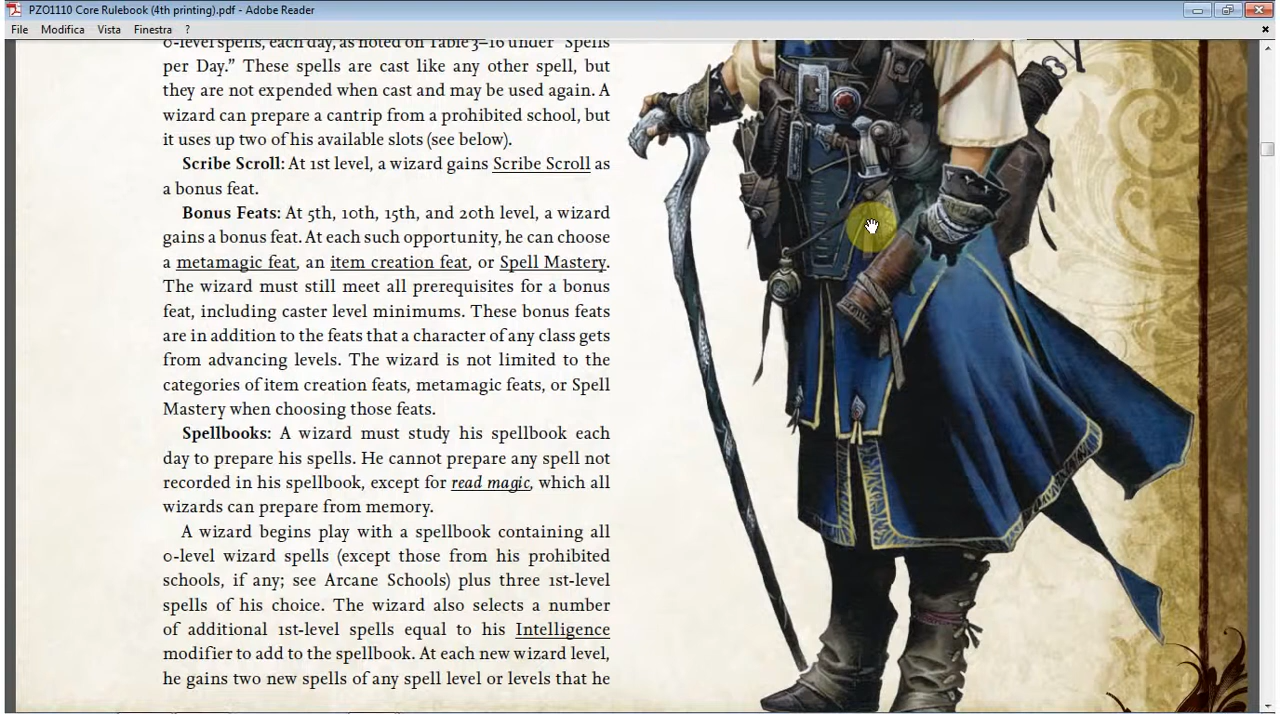 PZO1110 Core Rulebook (4th printing).pdf - Adobe Reader
File Modifica Vista Finestra ?
0-level spells, each day, as noted on Table 3–16 under “Spells
per Day.” These spells are cast like any other spell, but
they are not expended when cast and may be used again. A
wizard can prepare a cantrip from a prohibited school, but
it uses up two of his available slots (see below).
Scribe Scroll: At 1st level, a wizard gains Scribe Scroll as
a bonus feat.
Bonus Feats: At 5th, 10th, 15th, and 20th level, a wizard
gains a bonus feat. At each such opportunity, he can choose
a metamagic feat, an item creation feat, or Spell Mastery.
The wizard must still meet all prerequisites for a bonus
feat, including caster level minimums. These bonus feats
are in addition to the feats that a character of any class gets
from advancing levels. The wizard is not limited to the
categories of item creation feats, metamagic feats, or Spell
Mastery when choosing those feats.
Spellbooks: A wizard must study his spellbook each
day to prepare his spells. He cannot prepare any spell not
recorded in his spellbook, except for read magic, which all
wizards can prepare from memory.
A wizard begins play with a spellbook containing all
0-level wizard spells (except those from his prohibited
schools, if any; see Arcane Schools) plus three 1st-level
spells of his choice. The wizard also selects a number
of additional 1st-level spells equal to his Intelligence
modifier to add to the spellbook. At each new wizard level,
he gains two new spells of any spell level or levels that he